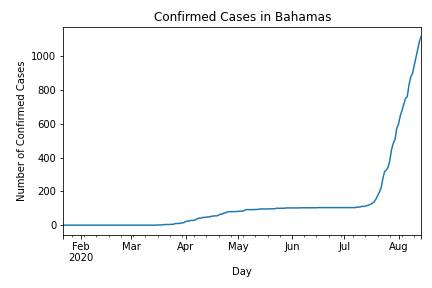 Confirmed Cases in Bahamas
Number of Confirmed Cases
1000
800
600
400
200
0
Feb
2020
Mar
Apr
May
Jun
Jul
Aug
Day